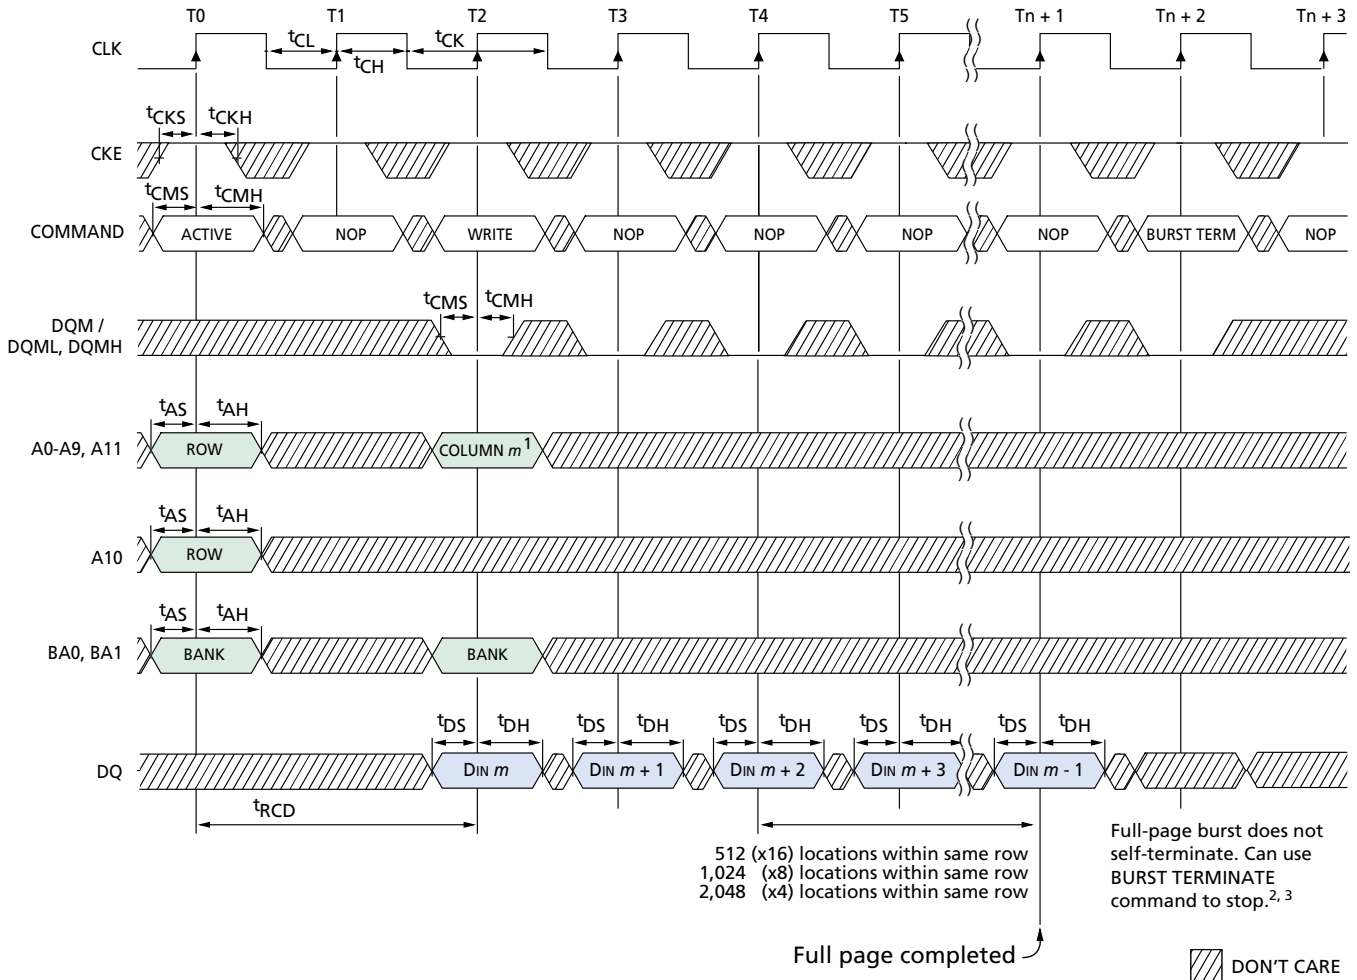 T0 T1 T2 T3 T4 T5 Tn + 1 Tn + 2 Tn + 3
CLK
tCL tCK
tCH
tCKS tCKH
CKE
tCMS tCMH
COMMAND ACTIVE NOP WRITE NOP NOP NOP NOP BURST TERM NOP
tCMS tCMH
DQM /
DQML, DQMH
tAS tAH
A0-A9, A11 ROW COLUMN m1
tAS tAH
A10 ROW
tAS tAH
BA0, BA1 BANK BANK
tDS tDH tDS tDH tDS tDH tDS tDH tDS tDH
DQ DIN m DIN m + 1 DIN m + 2 DIN m + 3 DIN m - 1
tRCD
512 (x16) locations within same row
1,024 (x8) locations within same row
2,048 (x4) locations within same row
Full-page burst does not
self-terminate. Can use
BURST TERMINATE
command to stop.2, 3
Full page completed
DON'T CARE